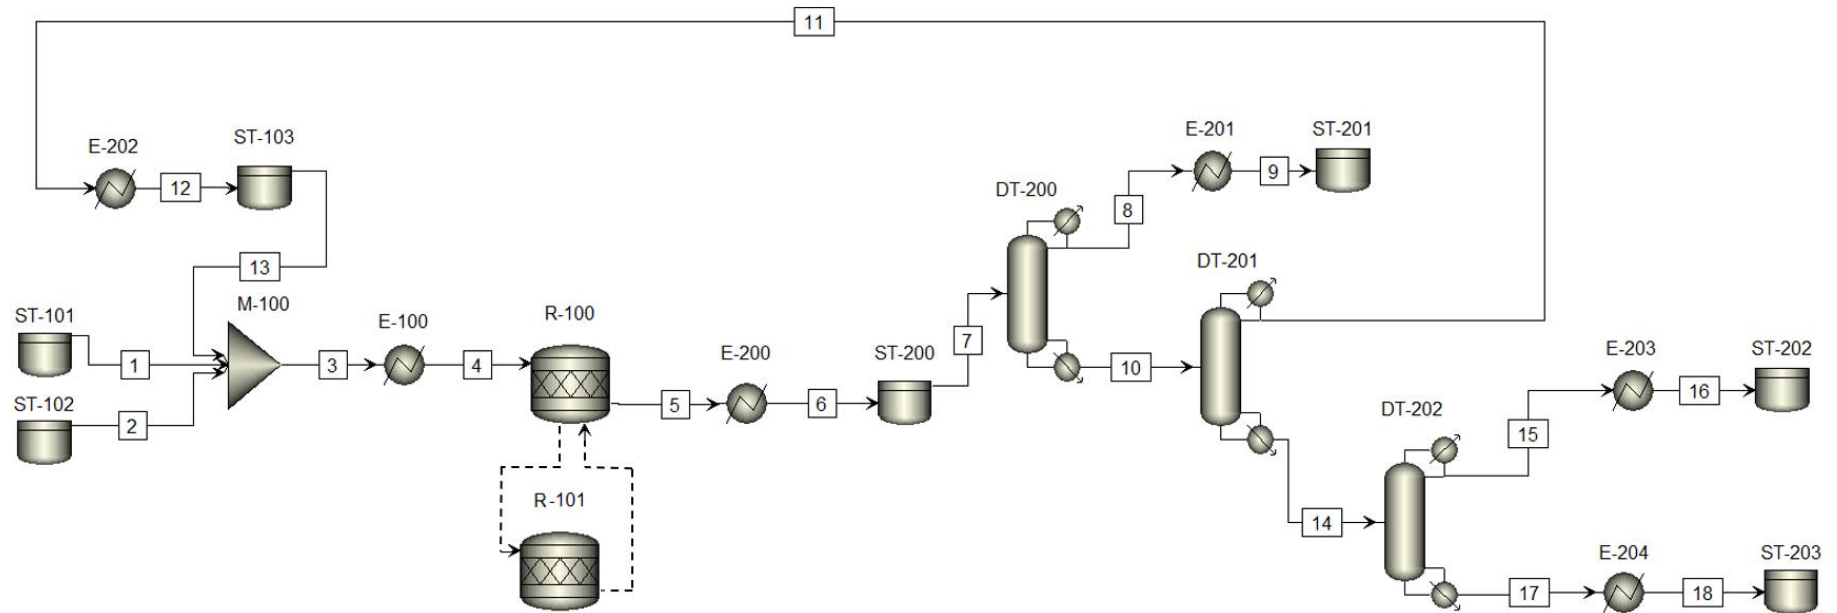 11
E-201
ST-201
ST-103
E-202
9
12
DT-200
8
DT-201
13
M-100
R-100
ST-101
E-100
7
E-200
ST-200
E-203
ST-202
1
3
4
10
16
ST-102
5
6
DT-202
2
15
R-101
14
E-204
ST-203
17
18